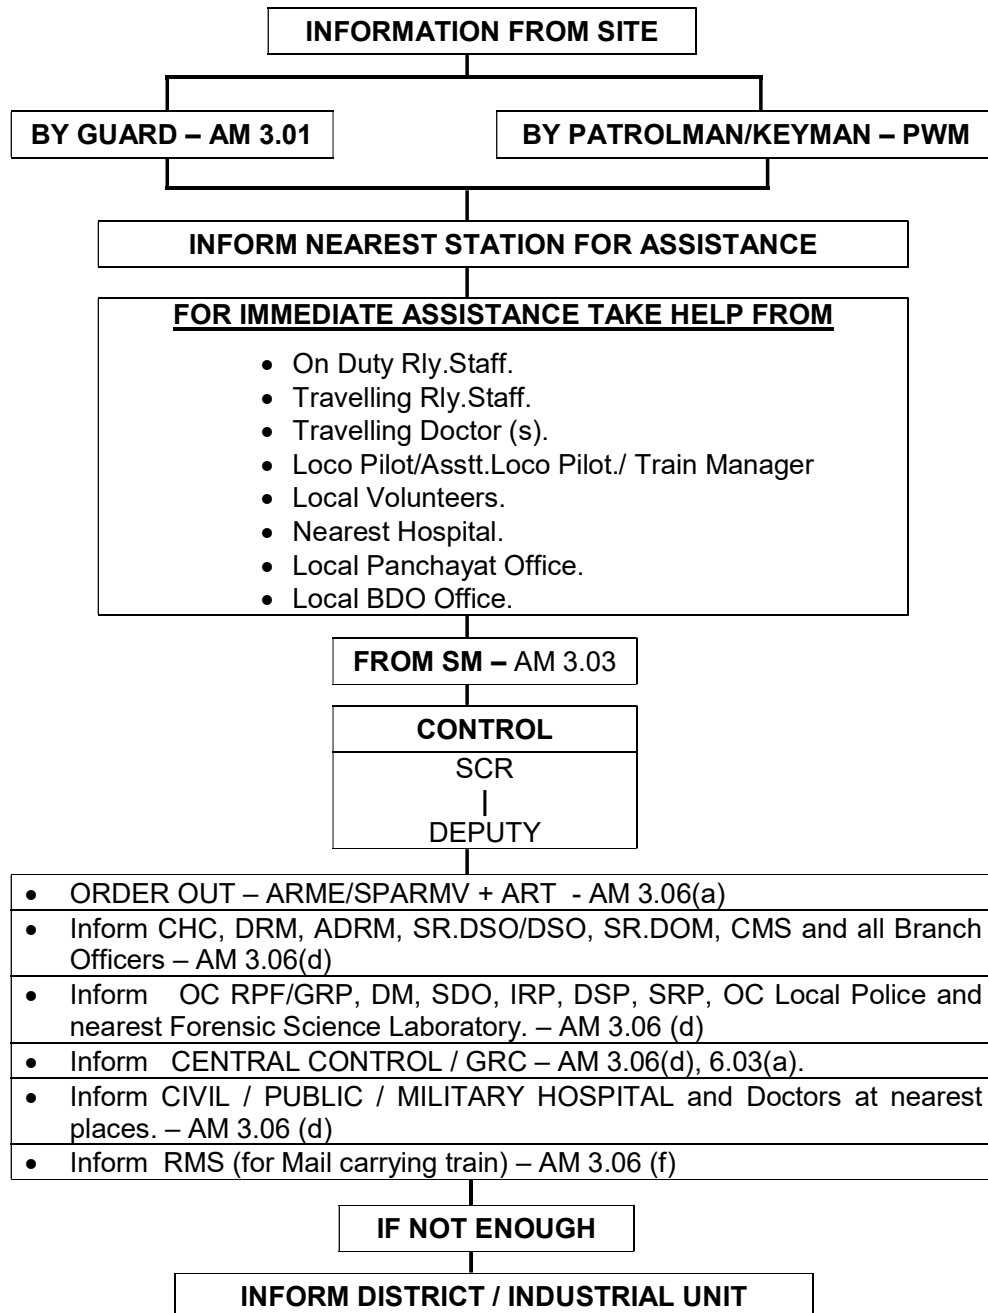 INFORMATION FROM SITE
BY GUARD – AM 3.01
BY PATROLMAN/KEYMAN – PWM
INFORM NEAREST STATION FOR ASSISTANCE
FOR IMMEDIATE ASSISTANCE TAKE HELP FROM
• On Duty Rly.Staff.
• Travelling Rly.Staff.
• Travelling Doctor (s).
• Loco Pilot/Asstt.Loco Pilot./ Train Manager
• Local Volunteers.
• Nearest Hospital.
• Local Panchayat Office.
• Local BDO Office.
FROM SM – AM 3.03
CONTROL
SCR
|
DEPUTY
• ORDER OUT – ARME/SPARMV + ART - AM 3.06(a)
• Inform CHC, DRM, ADRM, SR.DSO/DSO, SR.DOM, CMS and all Branch
Officers – AM 3.06(d)
• Inform OC RPF/GRP, DM, SDO, IRP, DSP, SRP, OC Local Police and
nearest Forensic Science Laboratory. – AM 3.06 (d)
• Inform CENTRAL CONTROL / GRC – AM 3.06(d), 6.03(a).
• Inform CIVIL / PUBLIC / MILITARY HOSPITAL and Doctors at nearest
places. – AM 3.06 (d)
• Inform RMS (for Mail carrying train) – AM 3.06 (f)
IF NOT ENOUGH
INFORM DISTRICT / INDUSTRIAL UNIT